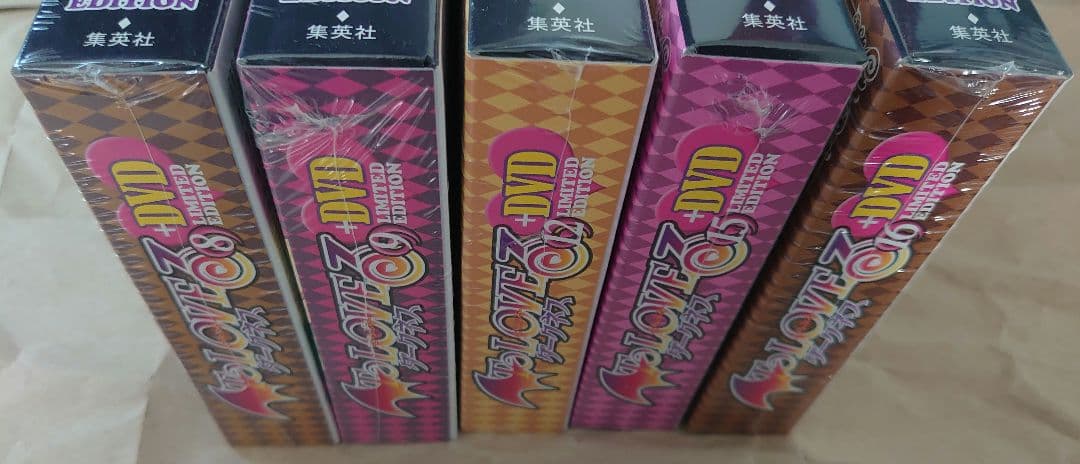 EDITION
◆
集英社
+DVD
LIMITED
EDITION
To LOVEる
ダークネス
8
EDITION
◆
集英社
+DVD
LIMITED
EDITION
To LOVEる
ダークネス
9
◆
集英社
+DVD
LIMITED
EDITION
To LOVEる
ダークネス
12
◆
集英社
+DVD
LIMITED
EDITION
To LOVEる
ダークネス
15
EDITION
◆
集英社
+DVD
LIMITED
EDITION
To LOVEる
ダークネス
16